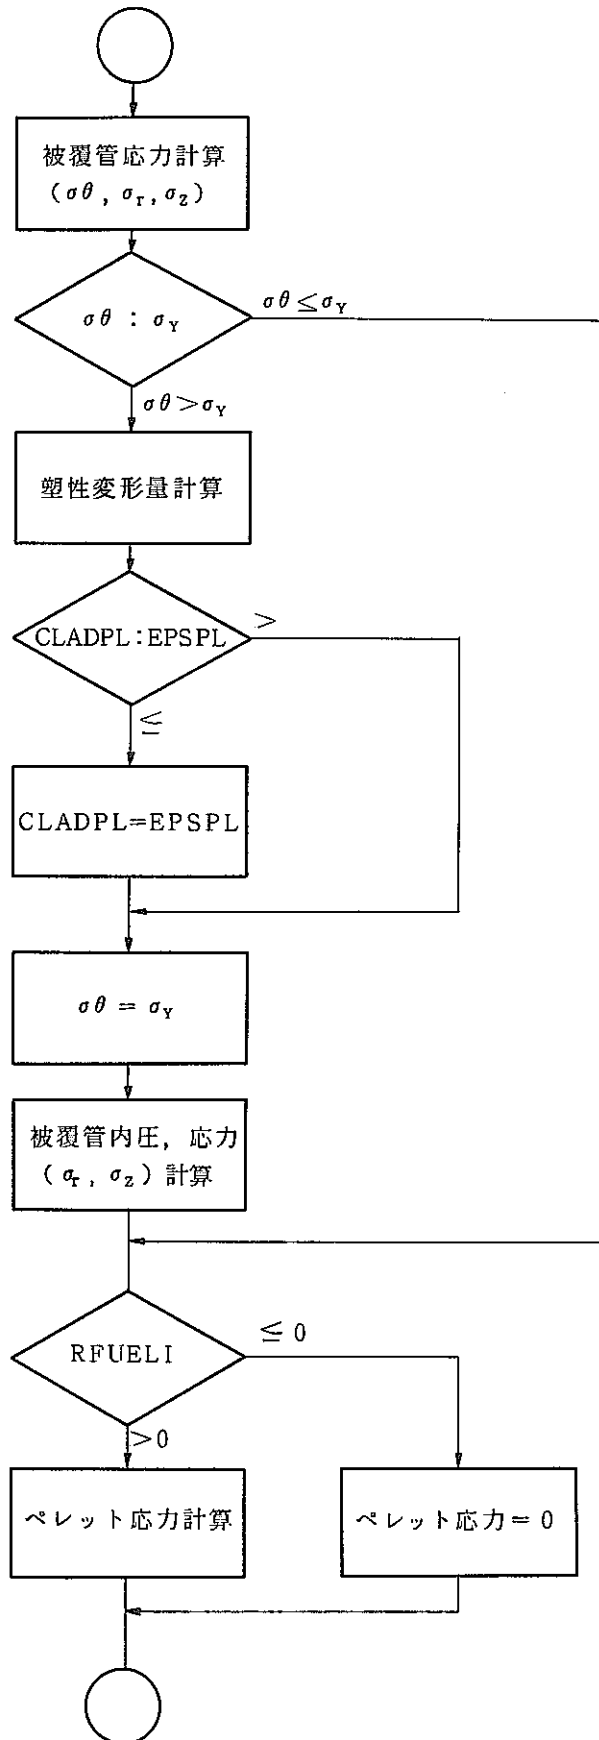 被覆管応力計算
(σθ, σr, σz)
σθ : σY
σθ≦σY
σθ>σY
塑性変形量計算
CLADPL:EPSPL
>
≦
CLADPL=EPSPL
σθ = σY
被覆管内圧, 応力
(σr, σz) 計算
RFUELI
≦ 0
>0
ペレット応力計算
ペレット応力= 0